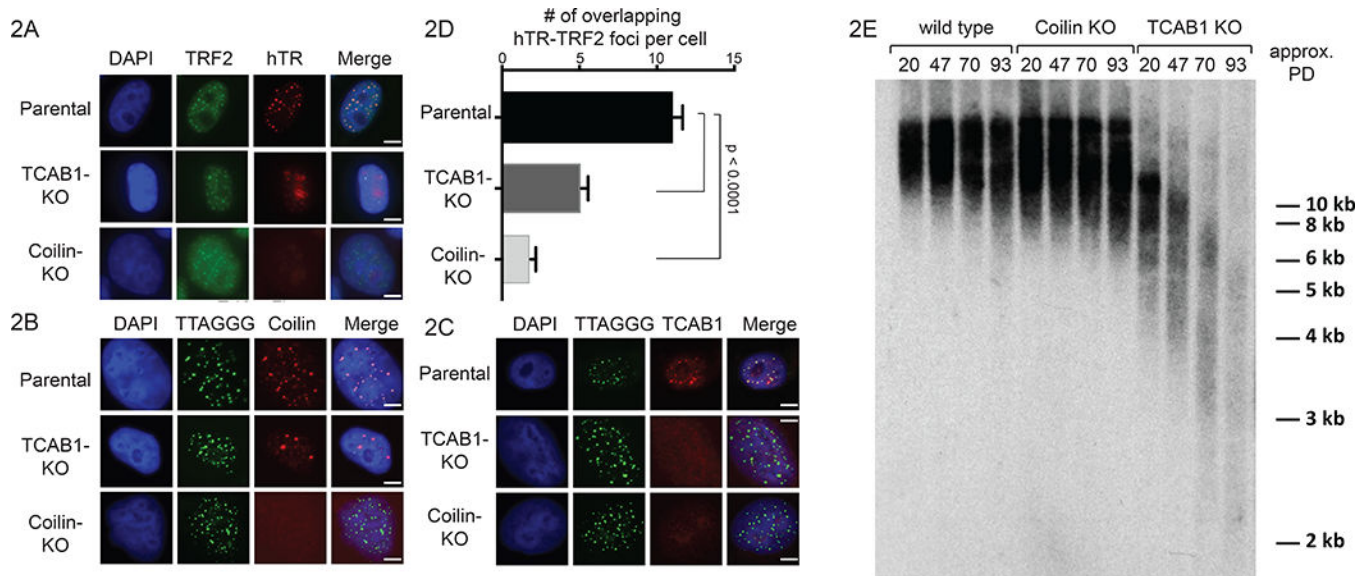 2A
DAPI TRF2 hTR Merge
Parental
TCAB1-
KO
Coilin-
KO
2B
DAPI TTAGGG Coilin Merge
Parental
TCAB1-
KO
Coilin-
KO
2D
# of overlapping
hTR-TRF2 foci per cell
0 5 10 15
Parental
TCAB1-
KO
Coilin-
KO
p < 0.0001
2C
DAPI TTAGGG TCAB1 Merge
Parental
TCAB1-
KO
Coilin-
KO
2E
wild type Coilin KO TCAB1 KO
20 47 70 93 20 47 70 93 20 47 70 93
approx.
PD
10 kb
8 kb
6 kb
5 kb
4 kb
3 kb
2 kb